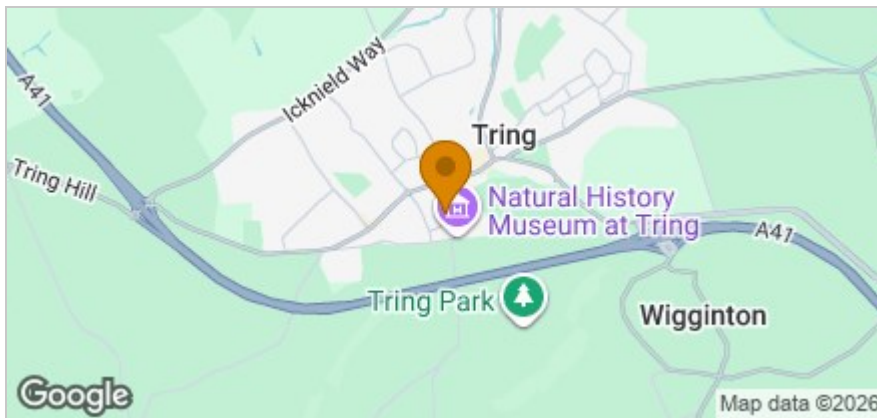 A41
Icknield Way
Tring
Tring Hill
Natural History
Museum at Tring
A41
Tring Park
Wigginton
Google
Map data ©2026